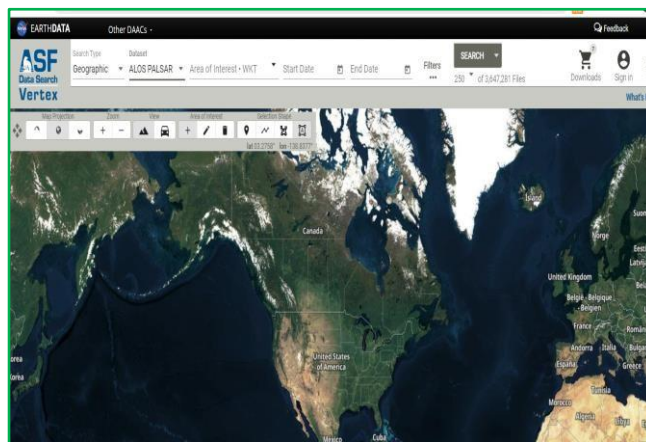 EARTHDATA Other DAACs Feedback
ASF
Data Search
Vertex
Search Type Dataset
Geographic ALOS PALSAR Area of Interest • WKT Start Date End Date Filters SEARCH
250 of 3,647,281 Files Downloads Sign in
What's
Map Projection Zoom View Area of Interest Selection Shape
Canada
Island
Norge
United Kingdom
België - Belgique
- Belgien
France
Andorra Italia
España
United States
of America
Tunisia
Morocco
Algeria
México
Cuba